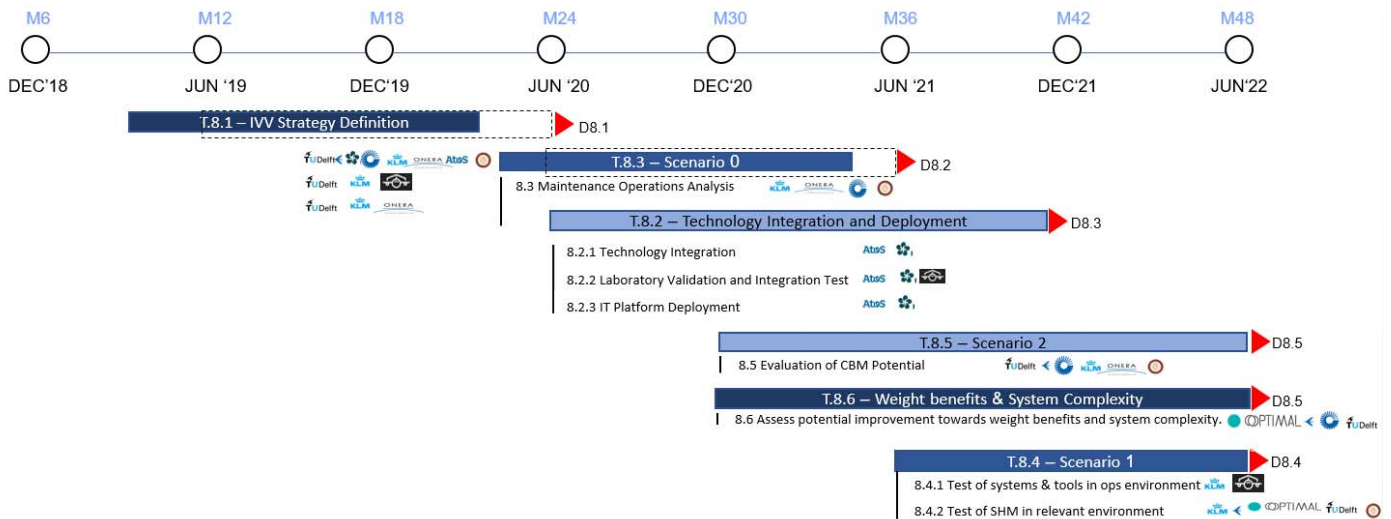 M6 M12 M18 M24 M30 M36 M42 M48
DEC'18 JUN '19 DEC'19 JUN '20 DEC'20 JUN '21 DEC'21 JUN'22
T.8.1 – IVV Strategy Definition
D8.1
TUDelft KLM ONERA AtoS
T.8.3 – Scenario 0
D8.2
TUDelft KLM
8.3 Maintenance Operations Analysis KLM ONERA
TUDelft KLM ONERA
T.8.2 – Technology Integration and Deployment
D8.3
8.2.1 Technology Integration AtoS
8.2.2 Laboratory Validation and Integration Test AtoS
8.2.3 IT Platform Deployment AtoS
T.8.5 – Scenario 2
D8.5
8.5 Evaluation of CBM Potential TUDelft KLM ONERA
T.8.6 – Weight benefits & System Complexity
D8.5
8.6 Assess potential improvement towards weight benefits and system complexity. OPTIMAL TUDelft
T.8.4 – Scenario 1
D8.4
8.4.1 Test of systems & tools in ops environment KLM
8.4.2 Test of SHM in relevant environment KLM OPTIMAL TUDelft